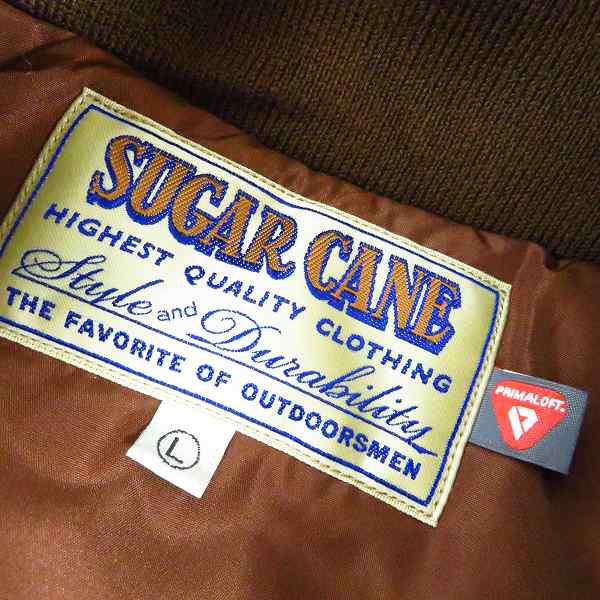 SUGAR CANE
HIGHEST QUALITY CLOTHING
Style and Durability
THE FAVORITE OF OUTDOORSMEN
L
PRIMALOFT.